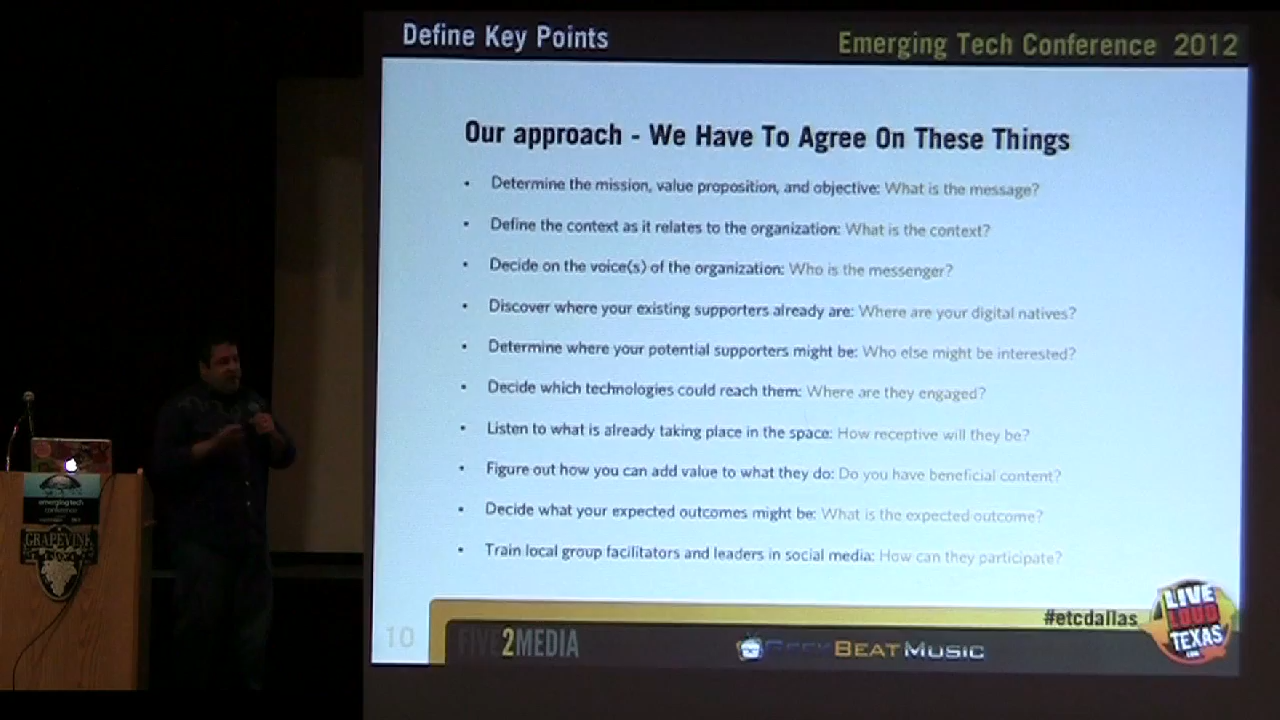 Define Key Points
Emerging Tech Conference 2012
Our approach - We Have To Agree On These Things
• Determine the mission, value proposition, and objective: What is the message?
• Define the context as it relates to the organization: What is the context?
• Decide on the voice(s) of the organization: Who is the messenger?
• Discover where your existing supporters already are: Where are your digital natives?
• Determine where your potential supporters might be: Who else might be interested?
• Decide which technologies could reach them: Where are they engaged?
• Listen to what is already taking place in the space: How receptive will they be?
• Figure out how you can add value to what they do: Do you have beneficial content?
• Decide what your expected outcomes might be: What is the expected outcome?
• Train local group facilitators and leaders in social media: How can they participate?
#etcdallas
LIVE
LOUD
TEXAS
10
FIVE2MEDIA
GEEKBEATMUSIC
emerging tech
conference
GRAPEVINE